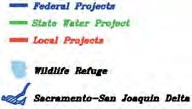 Federal Projects
State Water Project
Local Projects
Wildlife Refuge
Sacramento-San Joaquin Delta